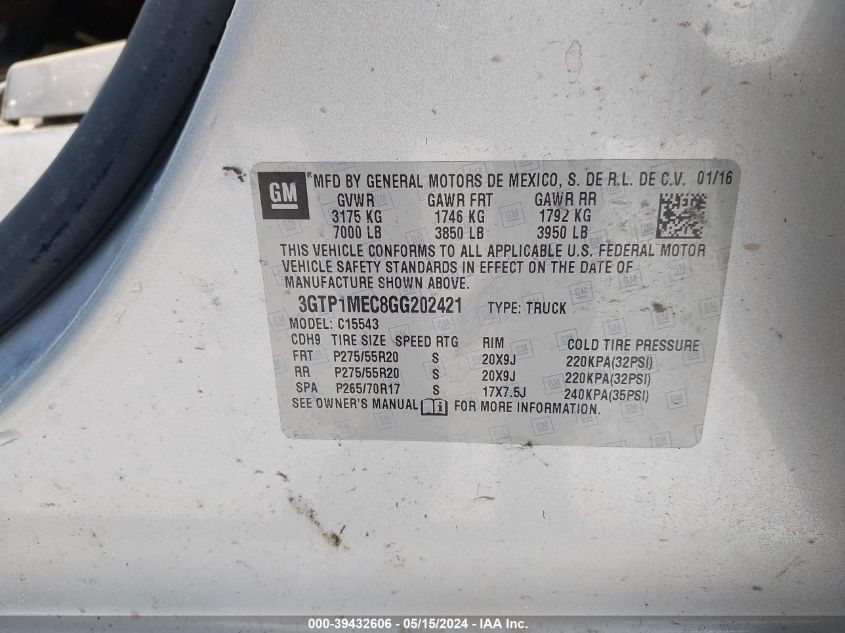 GM
®MFD BY GENERAL MOTORS DE MEXICO, S. DE R.L. DE C.V. 01/16
GVWR GAWR FRT GAWR RR
3175 KG 1746 KG 1792 KG
7000 LB 3850 LB 3950 LB
THIS VEHICLE CONFORMS TO ALL APPLICABLE U.S. FEDERAL MOTOR
VEHICLE SAFETY STANDARDS IN EFFECT ON THE DATE OF
MANUFACTURE SHOWN ABOVE.
3GTP1MEC8GG202421 TYPE: TRUCK
MODEL: C15543
CDH9 TIRE SIZE SPEED RTG RIM COLD TIRE PRESSURE
FRT P275/55R20 S 20X9J 220KPA(32PSI)
RR P275/55R20 S 20X9J 220KPA(32PSI)
SPA P265/70R17 S 17X7.5J 240KPA(35PSI)
SEE OWNER'S MANUAL i FOR MORE INFORMATION.
000-39432606 - 05/15/2024 - IAA Inc.